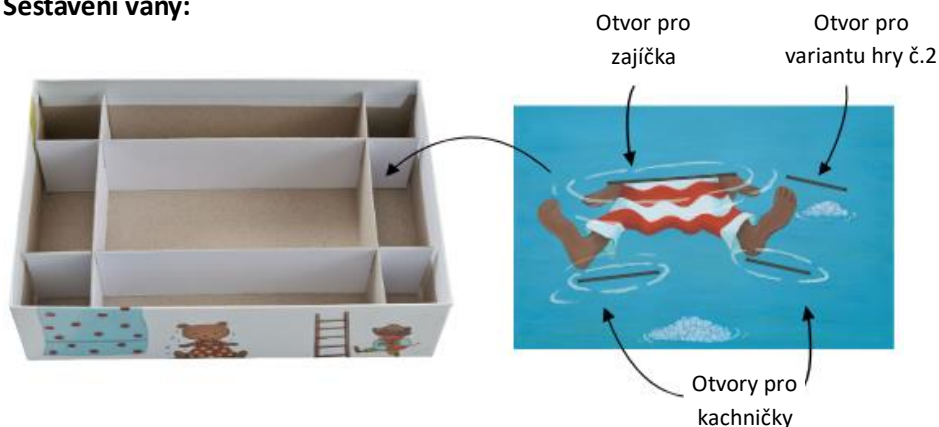 Sestavení vany:
Otvor pro
zajíčka
Otvor pro
variantu hry č.2
Otvory pro
kachničky